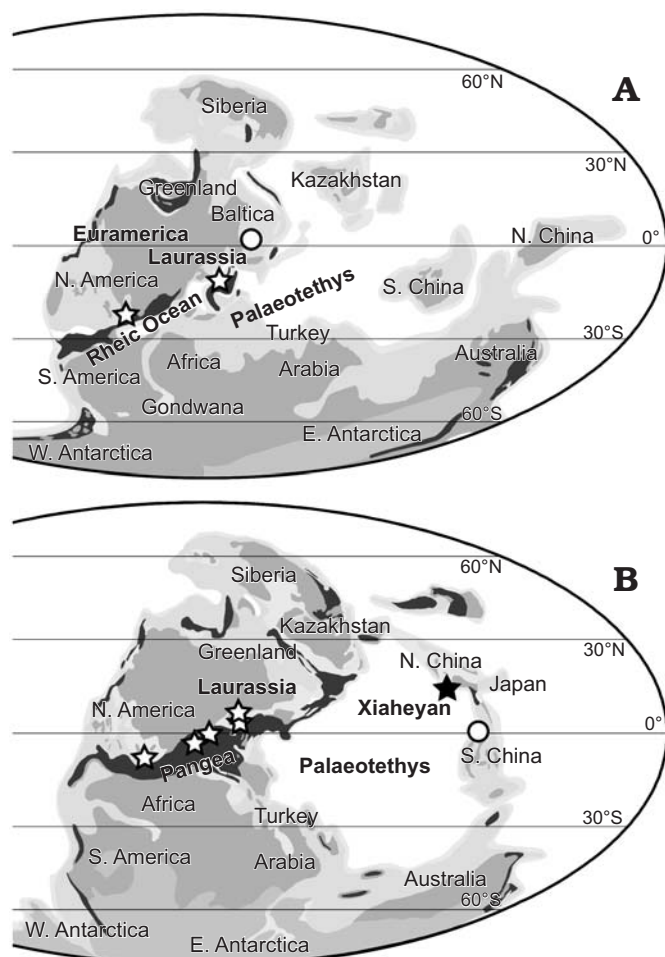 60°N
A
Siberia
30°N
Kazakhstan
Greenland
Baltica
Euramerica
N. China
0°
Laurassia
N. America
S. China
Palaeotethys
Rheic Ocean
Turkey
30°S
Africa
Australia
S. America
Arabia
Gondwana
60°S
E. Antarctica
W. Antarctica
B
60°N
Siberia
Kazakhstan
30°N
Greenland
N. China
Laurassia
Japan
N. America
Xiaheyan
0°
S. China
Pangea
Palaeotethys
Africa
Turkey
30°S
S. America
Arabia
Australia
60°S
W. Antarctica
E. Antarctica